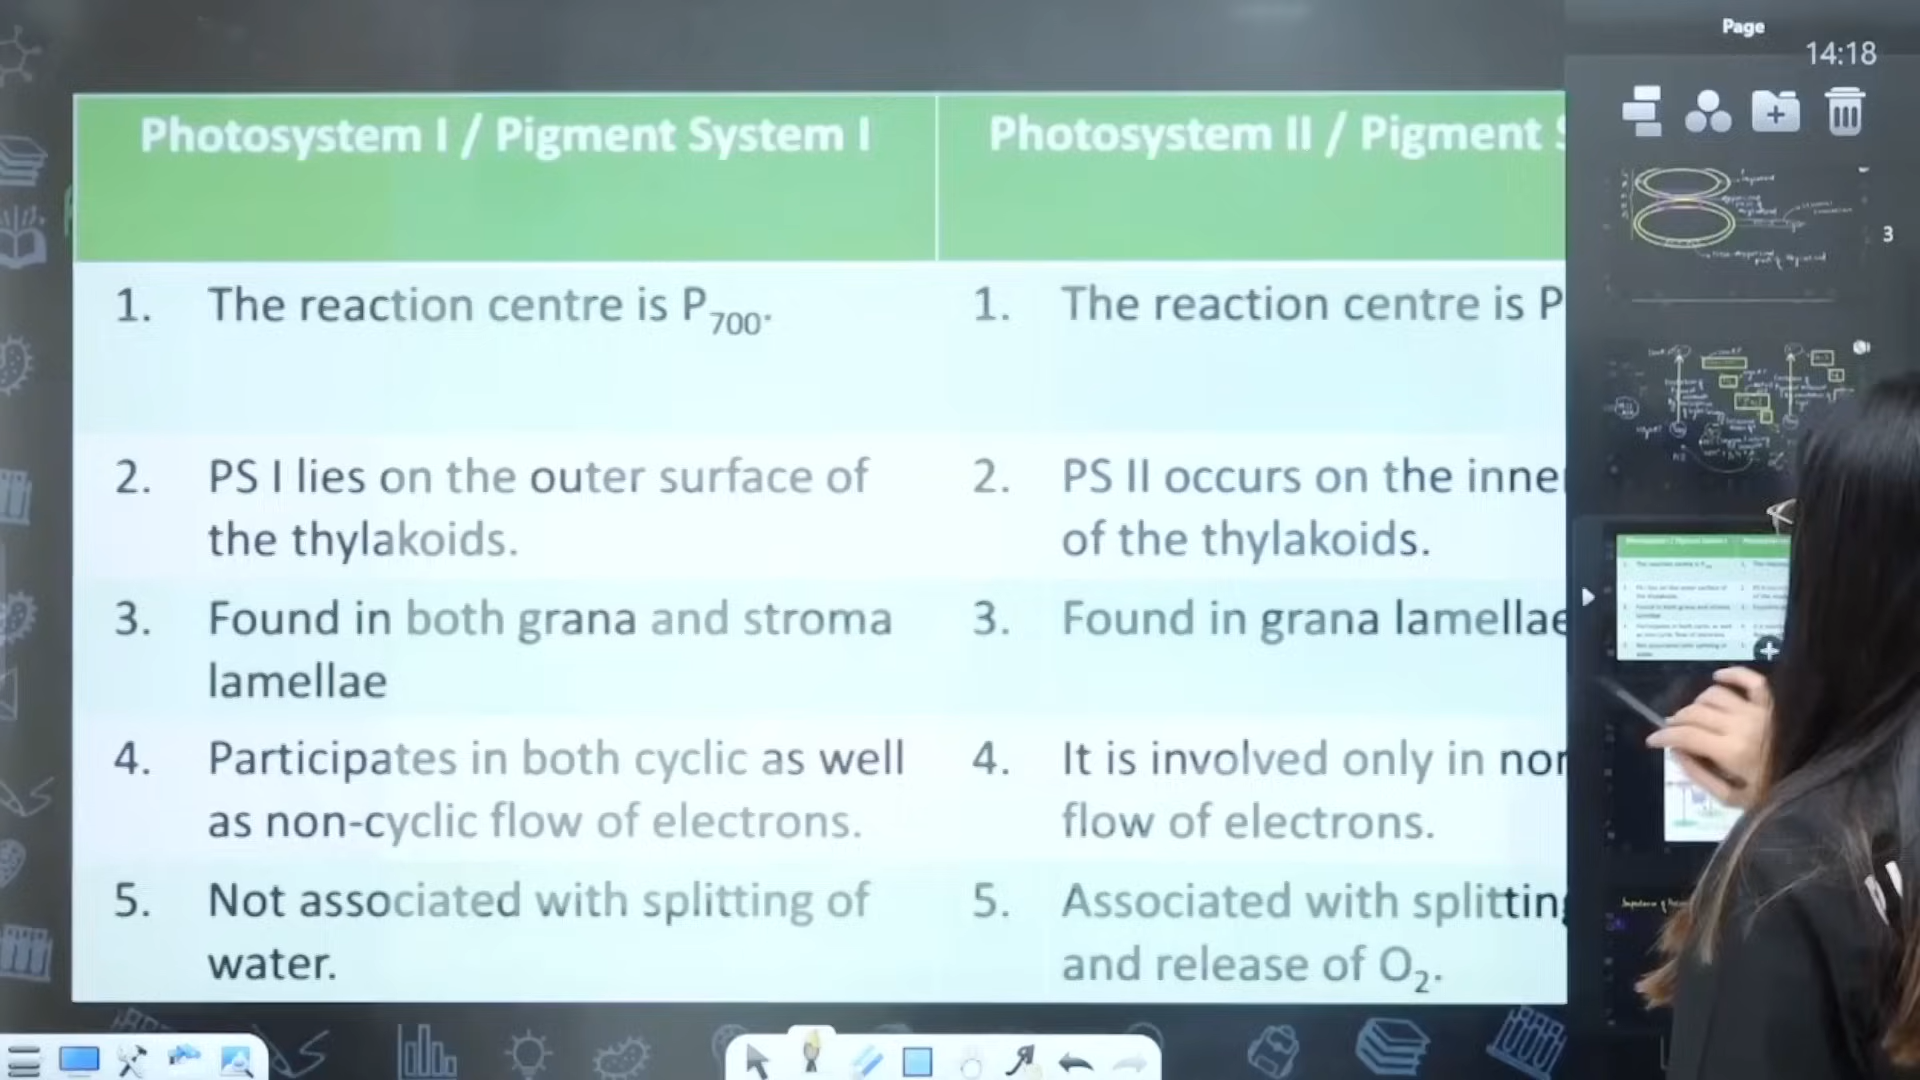 Page
14:18
Photosystem I / Pigment System I
Photosystem II / Pigment
1. The reaction centre is P700.
1. The reaction centre is P
2. PS I lies on the outer surface of
the thylakoids.
2. PS II occurs on the inne
of the thylakoids.
3. Found in both grana and stroma
lamellae
3. Found in grana lamellae
4. Participates in both cyclic as well
as non-cyclic flow of electrons.
4. It is involved only in non
flow of electrons.
5. Not associated with splitting of
water.
5. Associated with splitting
and release of O2.
3